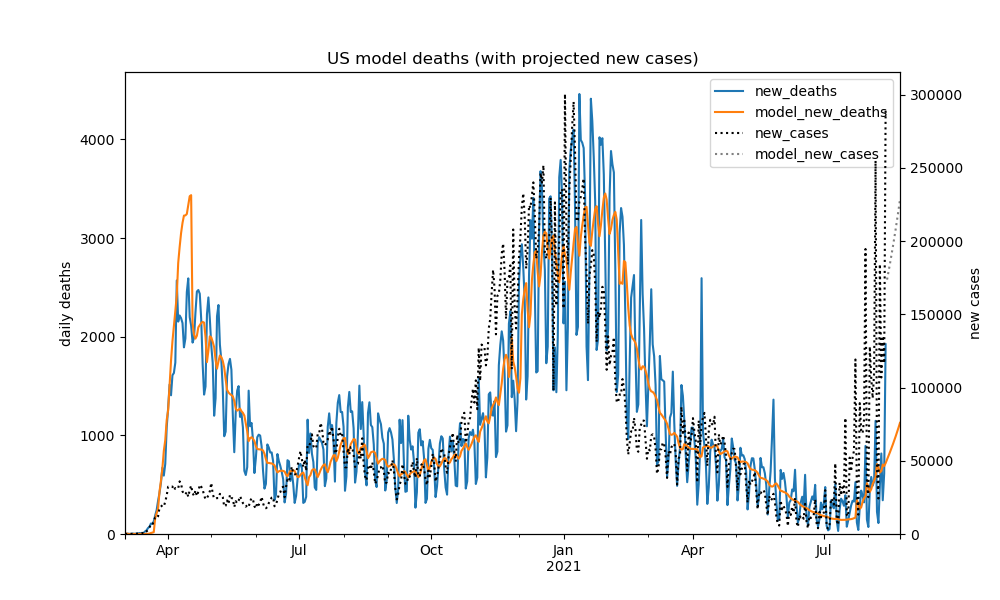 US model deaths (with projected new cases)
new_deaths
model_new_deaths
new_cases
model_new_cases
daily deaths
4000
3000
2000
1000
0
300000
250000
200000
150000
100000
50000
0
new cases
Apr
Jul
Oct
Jan
2021
Apr
Jul